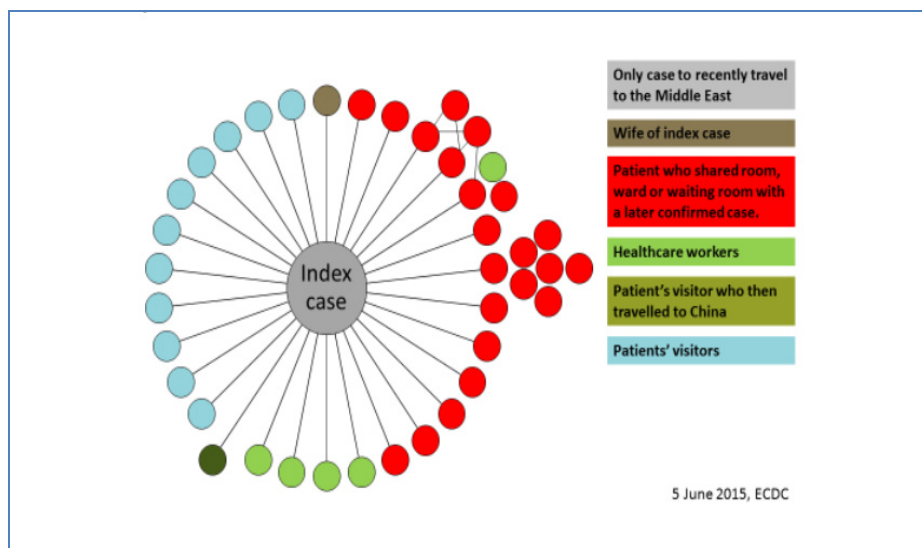 Index
case
Only case to recently travel
to the Middle East
Wife of index case
Patient who shared room,
ward or waiting room with
a later confirmed case.
Healthcare workers
Patient's visitor who then
travelled to China
Patients' visitors
5 June 2015, ECDC